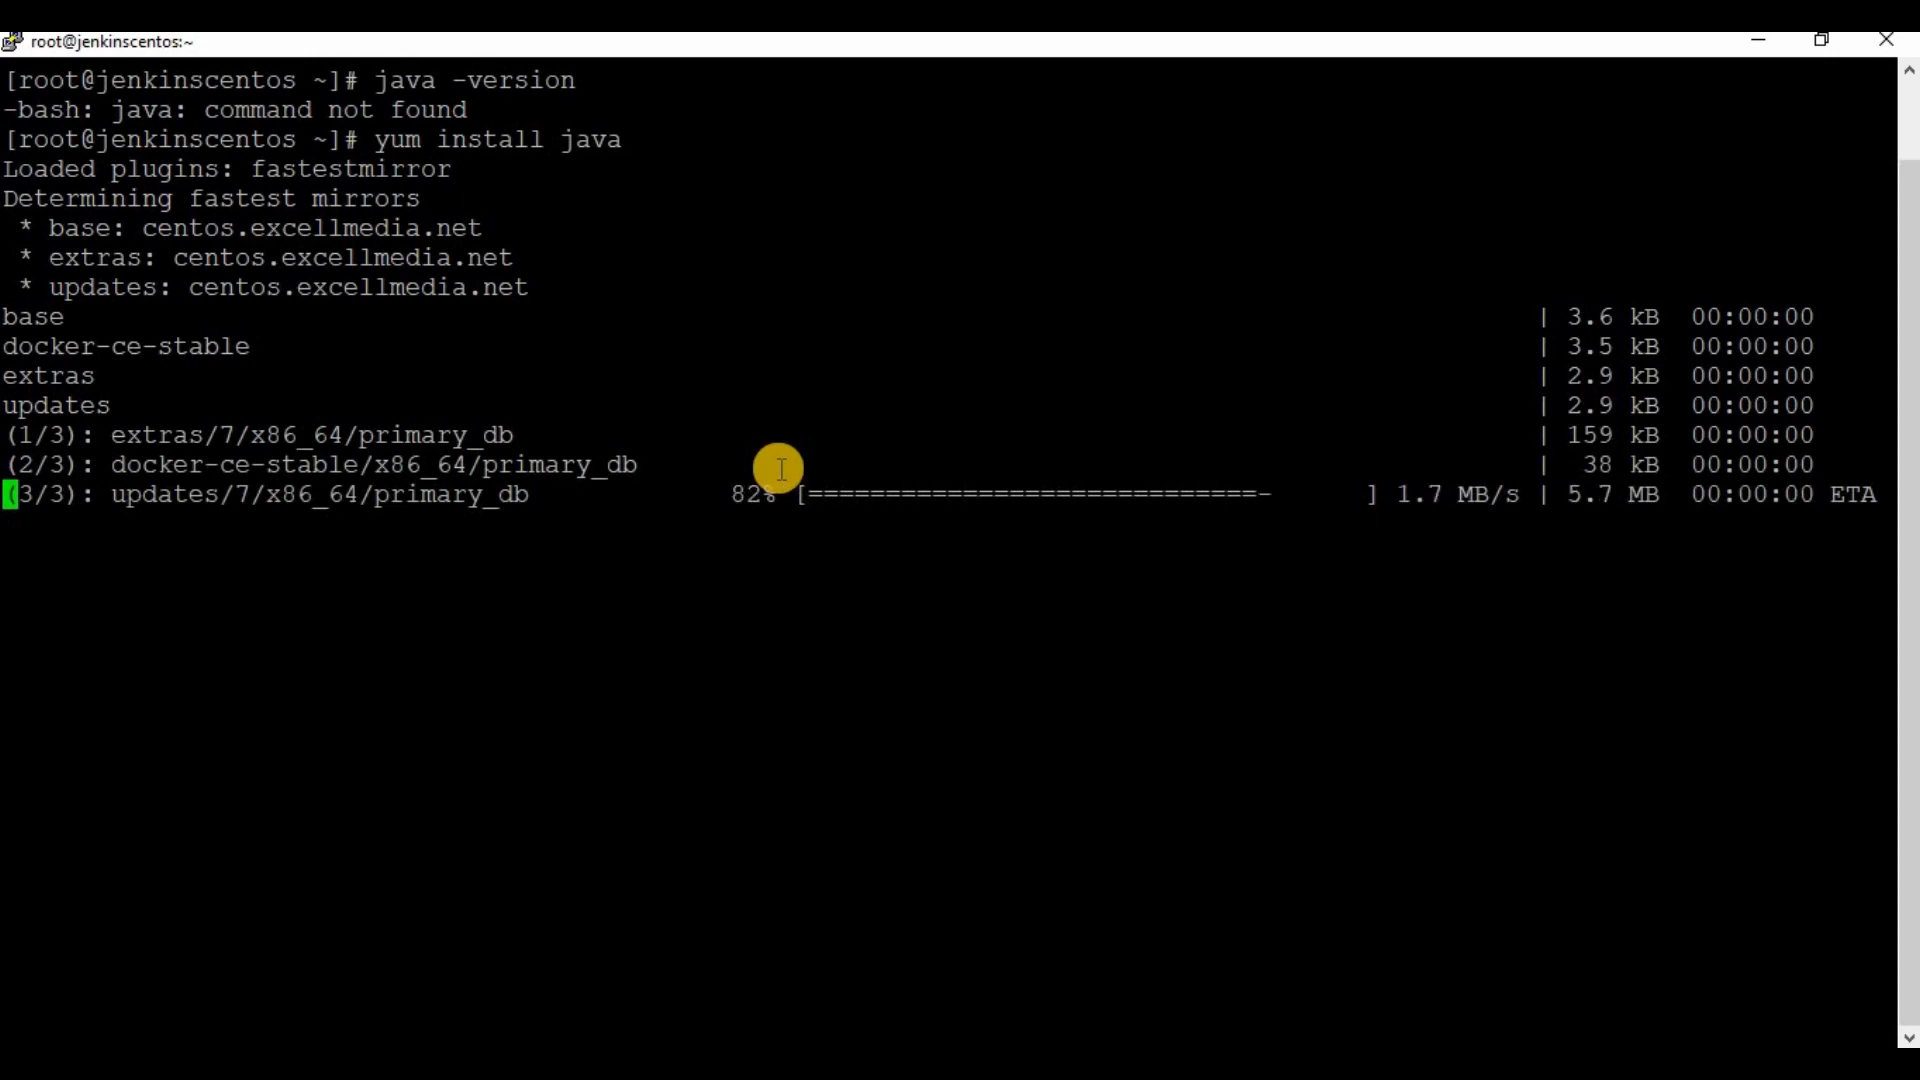 root@jenkinscentos:~
[root@jenkinscentos ~]# java -version
-bash: java: command not found
[root@jenkinscentos ~]# yum install java
Loaded plugins: fastestmirror
Determining fastest mirrors
 * base: centos.excellmedia.net
 * extras: centos.excellmedia.net
 * updates: centos.excellmedia.net
base | 3.6 kB 00:00:00
docker-ce-stable | 3.5 kB 00:00:00
extras | 2.9 kB 00:00:00
updates | 2.9 kB 00:00:00
(1/3): extras/7/x86_64/primary_db | 159 kB 00:00:00
(2/3): docker-ce-stable/x86_64/primary_db | 38 kB 00:00:00
(3/3): updates/7/x86_64/primary_db 82% [=============================- ] 1.7 MB/s | 5.7 MB 00:00:00 ETA